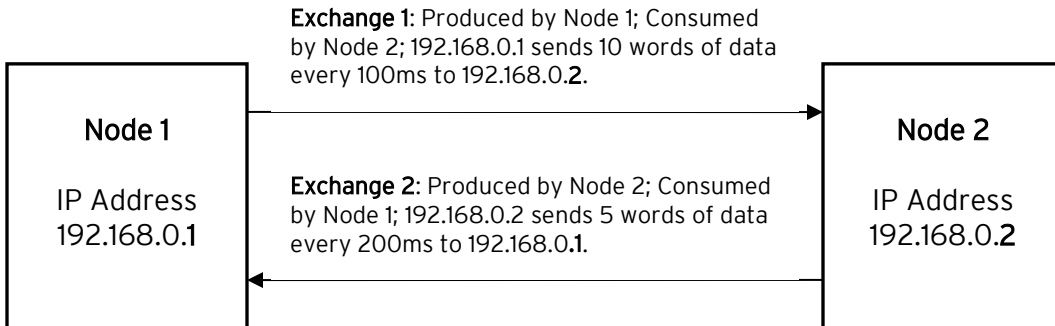 Exchange 1: Produced by Node 1; Consumed
by Node 2; 192.168.0.1 sends 10 words of data
every 100ms to 192.168.0.2.
Node 1
IP Address
192.168.0.1
Exchange 2: Produced by Node 2; Consumed
by Node 1; 192.168.0.2 sends 5 words of data
every 200ms to 192.168.0.1.
Node 2
IP Address
192.168.0.2